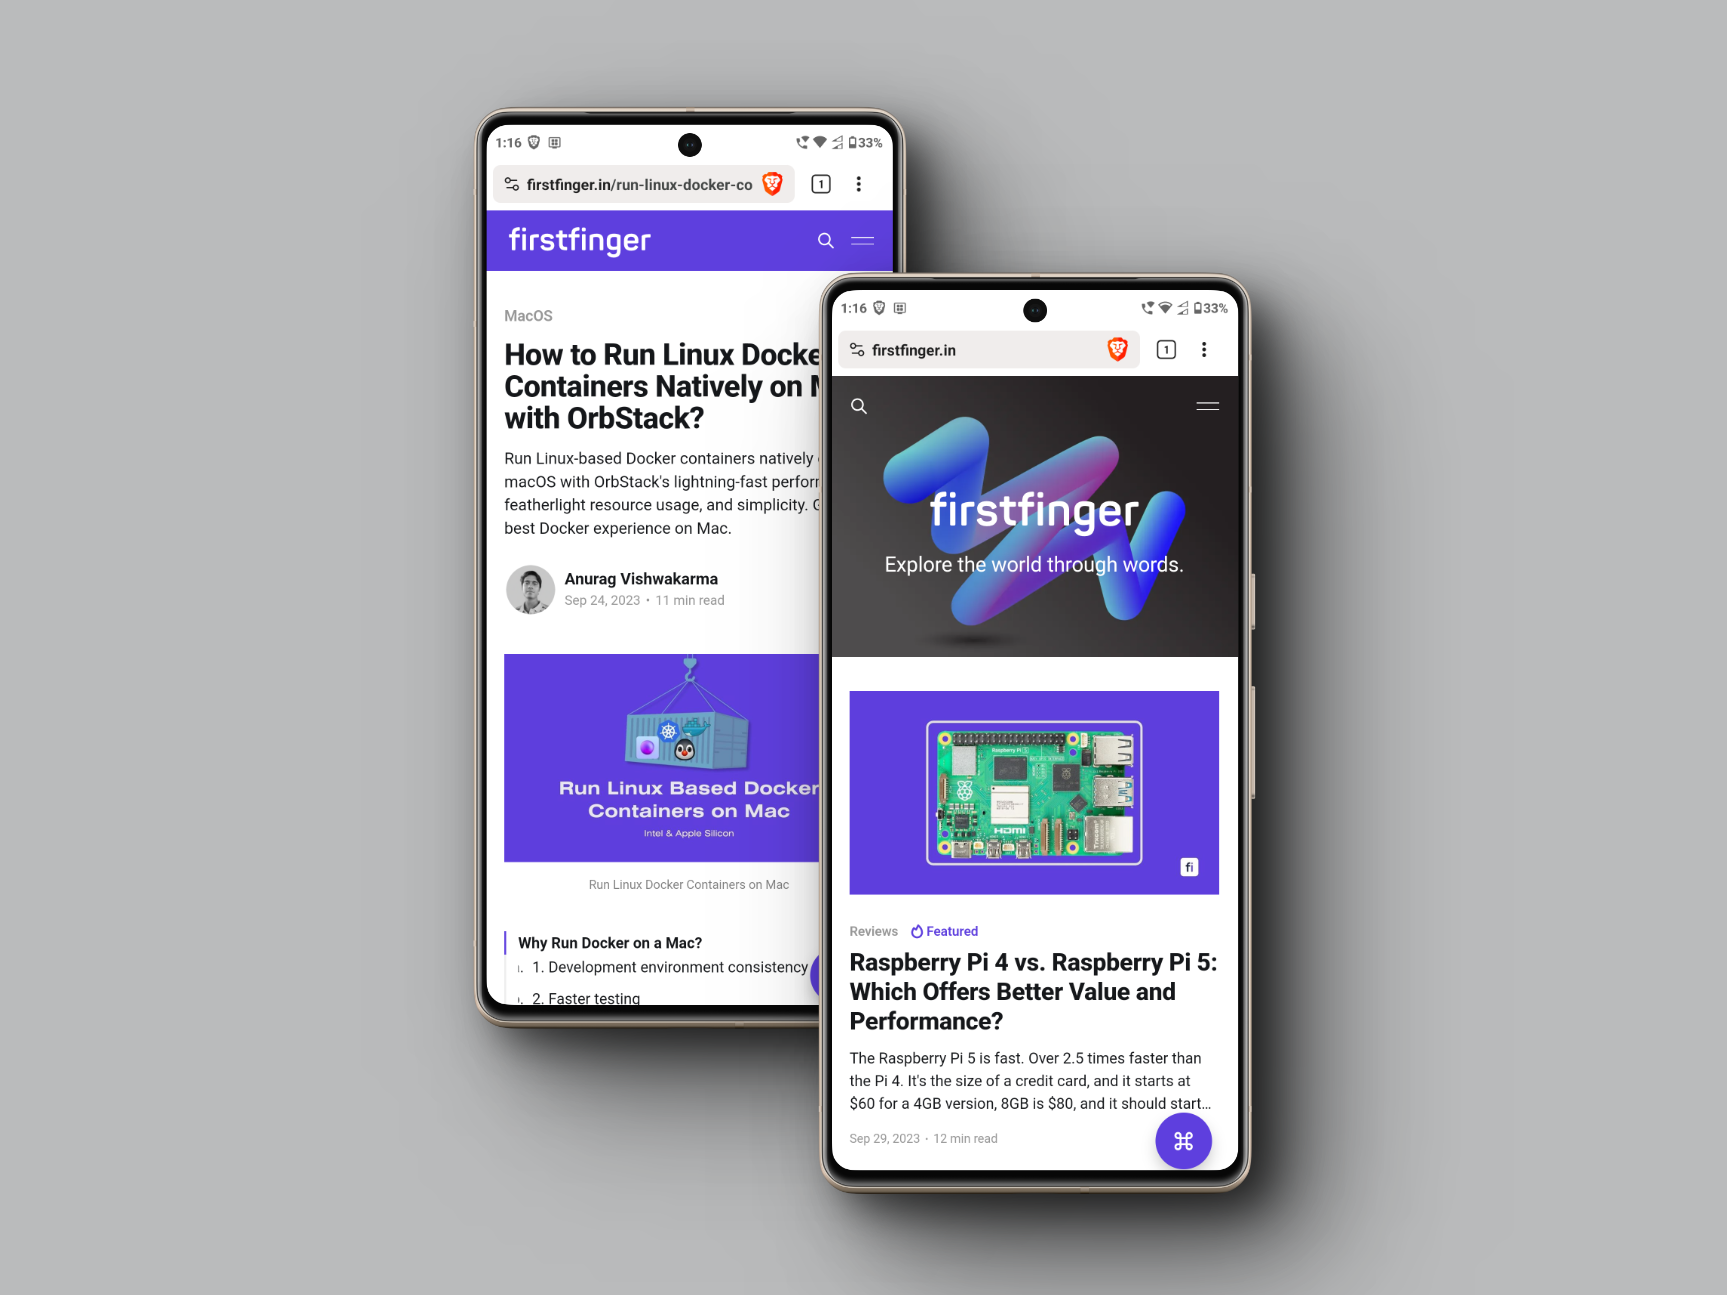 1:16
33%
firstfinger.in/run-linux-docker-co
1
firstfinger
MacOS
How to Run Linux Docke
Containers Natively on
with OrbStack?
Run Linux-based Docker containers natively
macOS with OrbStack's lightning-fast perfor
featherlight resource usage, and simplicity. G
best Docker experience on Mac.
Anurag Vishwakarma
Sep 24, 2023 • 11 min read
Run Linux Based Docker
Containers on Mac
Intel & Apple Silicon
Run Linux Docker Containers on Mac
Why Run Docker on a Mac?
1. Development environment consistency
2. Faster testing
1:16
33%
firstfinger.in
1
firstfinger
Explore the world through words.
Raspberry Pi 5
HDMI
Trxcom
fi
Reviews Featured
Raspberry Pi 4 vs. Raspberry Pi 5:
Which Offers Better Value and
Performance?
The Raspberry Pi 5 is fast. Over 2.5 times faster than
the Pi 4. It's the size of a credit card, and it starts at
$60 for a 4GB version, 8GB is $80, and it should start...
Sep 29, 2023 • 12 min read